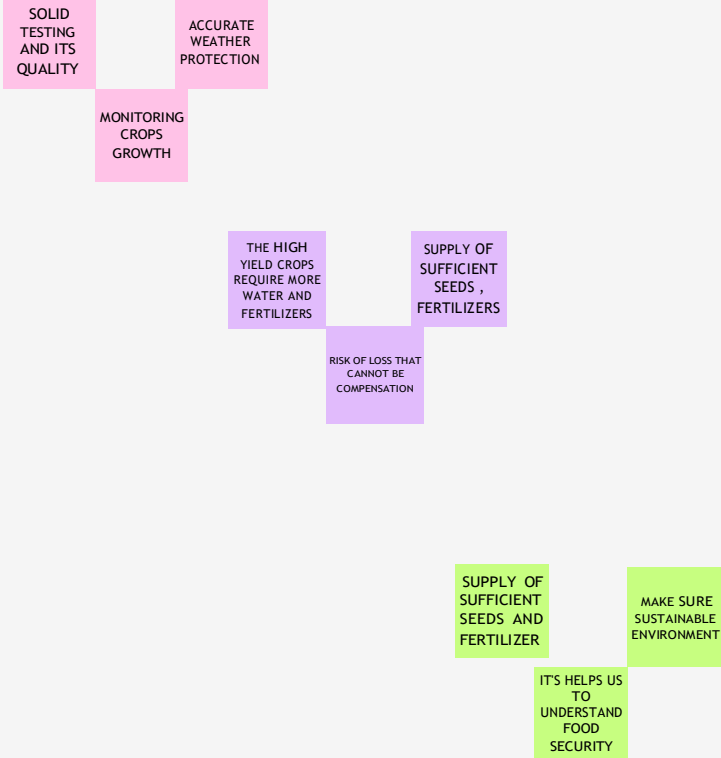 SOLID
TESTING
AND ITS
QUALITY
ACCURATE
WEATHER
PROTECTION
MONITORING
CROPS
GROWTH
THE HIGH
YIELD CROPS
REQUIRE MORE
WATER AND
FERTILIZERS
SUPPLY OF
SUFFICIENT
SEEDS ,
FERTILIZERS
RISK OF LOSS THAT
CANNOT BE
COMPENSATION
SUPPLY OF
SUFFICIENT
SEEDS AND
FERTILIZER
MAKE SURE
SUSTAINABLE
ENVIRONMENT
IT'S HELPS US
TO
UNDERSTAND
FOOD
SECURITY